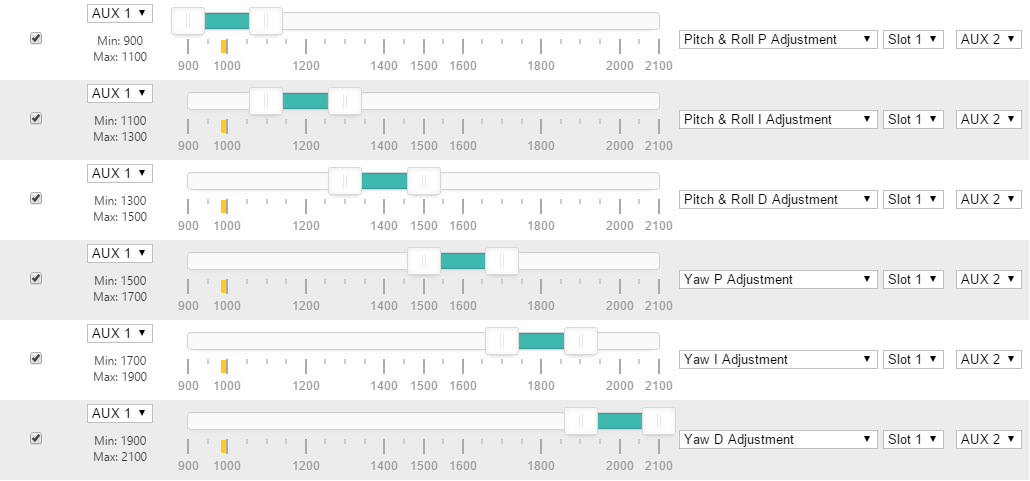 AUX 1
Min: 900
Max: 1100
900 1000 1200 1400 1500 1600 1800 2000 2100
Pitch & Roll P Adjustment Slot 1 AUX 2
AUX 1
Min: 1100
Max: 1300
900 1000 1200 1400 1500 1600 1800 2000 2100
Pitch & Roll I Adjustment Slot 1 AUX 2
AUX 1
Min: 1300
Max: 1500
900 1000 1200 1400 1500 1600 1800 2000 2100
Pitch & Roll D Adjustment Slot 1 AUX 2
AUX 1
Min: 1500
Max: 1700
900 1000 1200 1400 1500 1600 1800 2000 2100
Yaw P Adjustment Slot 1 AUX 2
AUX 1
Min: 1700
Max: 1900
900 1000 1200 1400 1500 1600 1800 2000 2100
Yaw I Adjustment Slot 1 AUX 2
AUX 1
Min: 1900
Max: 2100
900 1000 1200 1400 1500 1600 1800 2000 2100
Yaw D Adjustment Slot 1 AUX 2